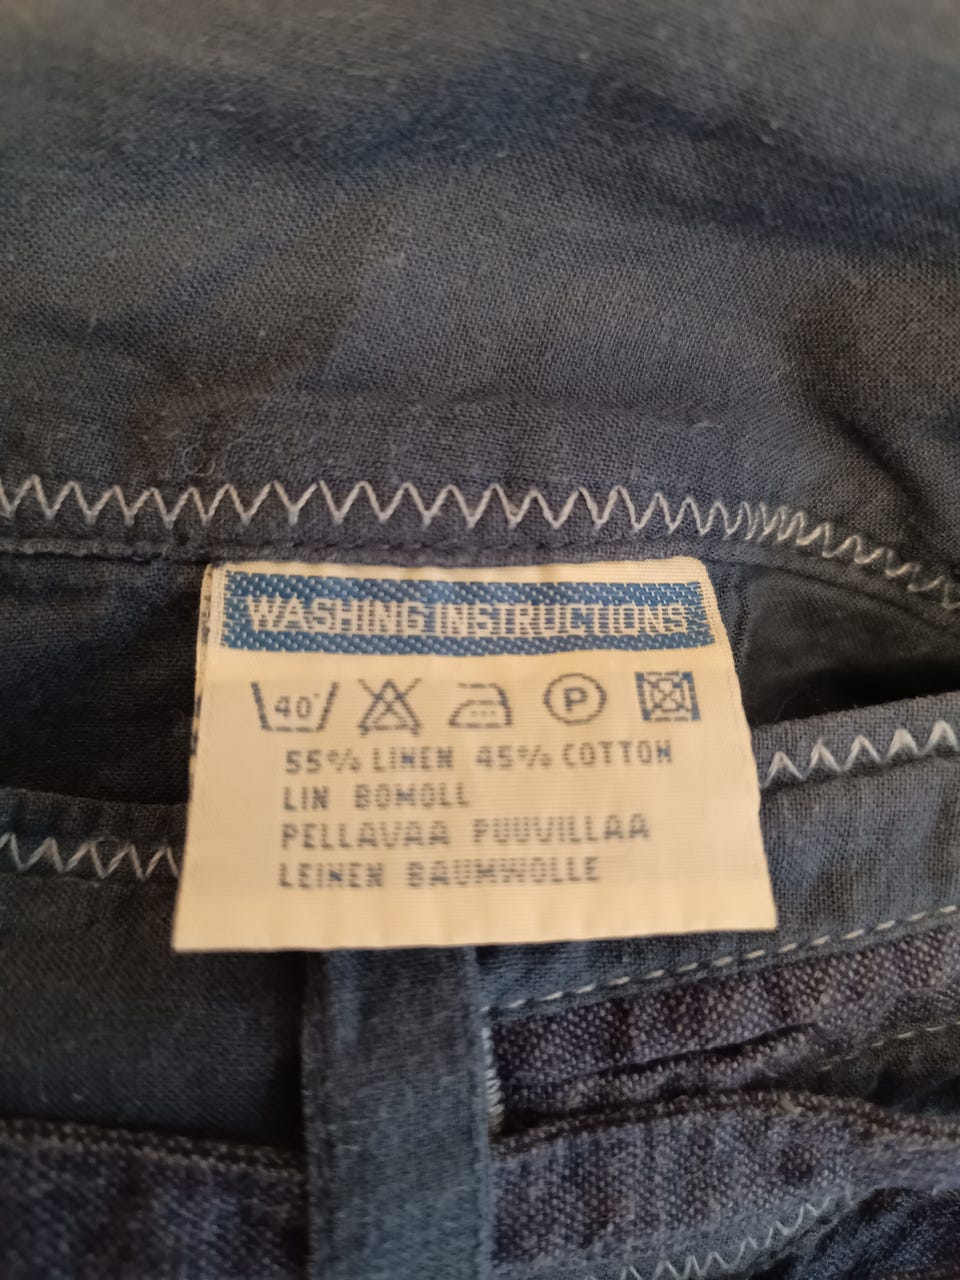 WASHING INSTRUCTIONS
40° P
55% LINEN 45% COTTON
LIN BOMOLL
PELLAVAA PUUVILLAA
LEINEN BAUMWOLLE